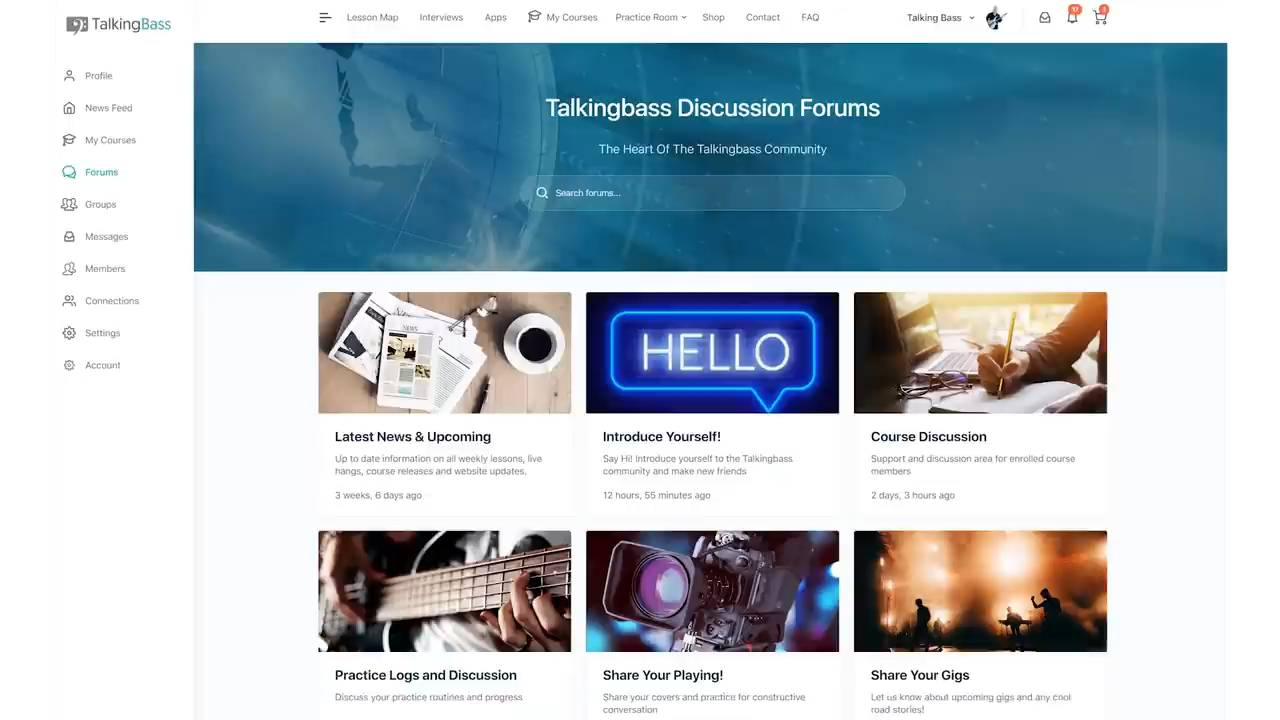 TalkingBass
Lesson Map
Interviews
Apps
My Courses
Practice Room
Shop
Contact
FAQ
Talking Bass
17
1
Profile
News Feed
My Courses
Forums
Groups
Messages
Members
Connections
Settings
Account
Talkingbass Discussion Forums
The Heart Of The Talkingbass Community
Search forums...
NEWS
HELLO
Latest News & Upcoming
Up to date information on all weekly lessons, live
hangs, course releases and website updates.
3 weeks, 6 days ago
Introduce Yourself!
Say Hi! Introduce yourself to the Talkingbass
community and make new friends
12 hours, 55 minutes ago
Course Discussion
Support and discussion area for enrolled course
members
2 days, 3 hours ago
Practice Logs and Discussion
Discuss your practice routines and progress
Share Your Playing!
Share your covers and practice for constructive
conversation
Share Your Gigs
Let us know about upcoming gigs and any cool
road stories!